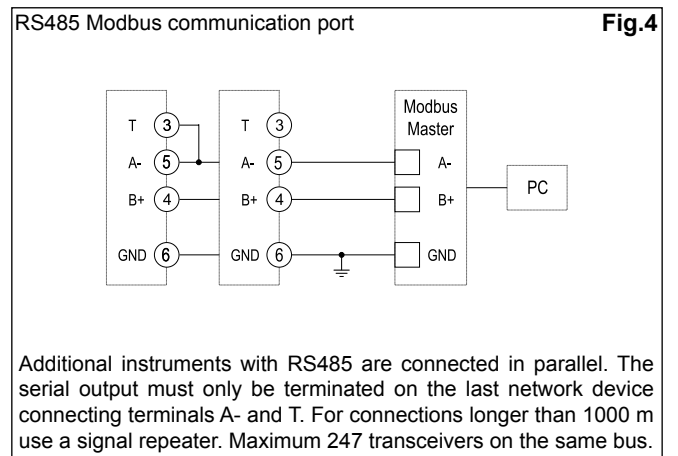 RS485 Modbus communication port Fig.4
Modbus
Master
T 3 T 3
A- 5 A- 5 A-
PC
B+ 4 B+ 4 B+
GND 6 GND 6 GND
Additional instruments with RS485 are connected in parallel. The
serial output must only be terminated on the last network device
connecting terminals A- and T. For connections longer than 1000 m
use a signal repeater. Maximum 247 transceivers on the same bus.